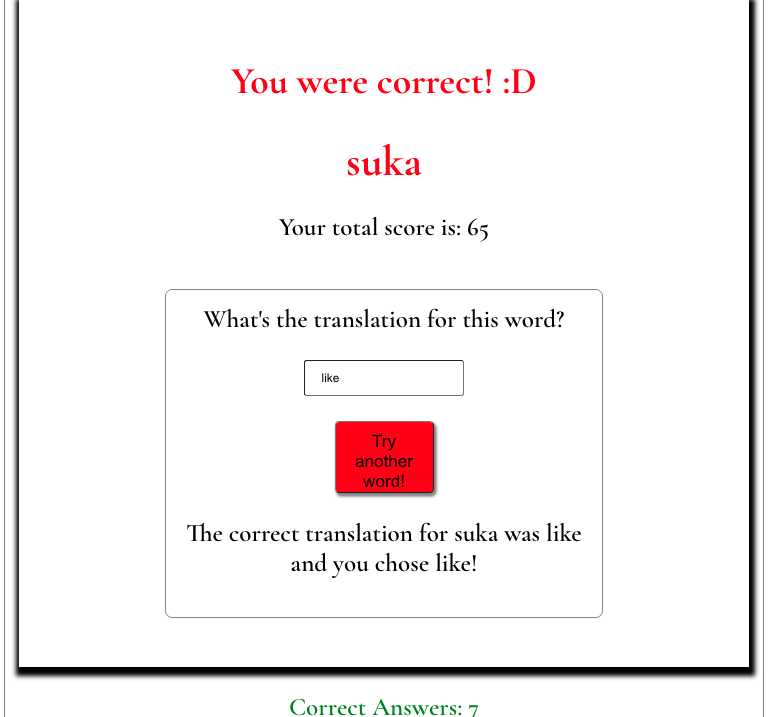 You were correct! :D
suka
Your total score is: 65
What's the translation for this word?
like
Try
another
word!
The correct translation for suka was like
and you chose like!
Correct Answers: 7